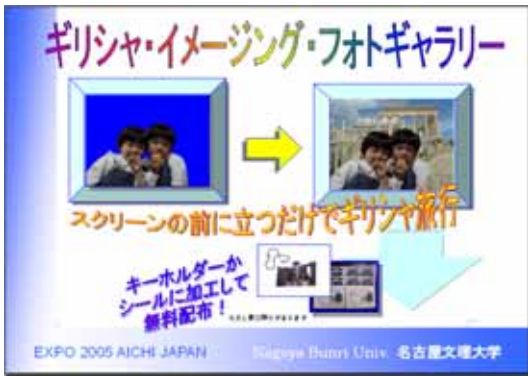 ギリシャ・イメージング・フォトギャラリー
スクリーンの前に立つだけでギリシャ旅行
キーホルダーか
シールに加工して
無料配布！
EXPO 2005 AICHI JAPAN
Nagoya Bunri Univ. 名古屋文理大学